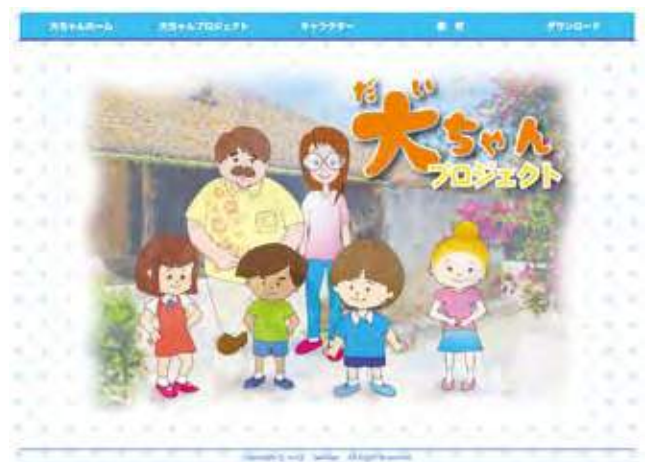 大ちゃんホーム
大ちゃんプロジェクト
キャラクター
素 材
ダウンロード
だい
大ちゃん
プロジェクト